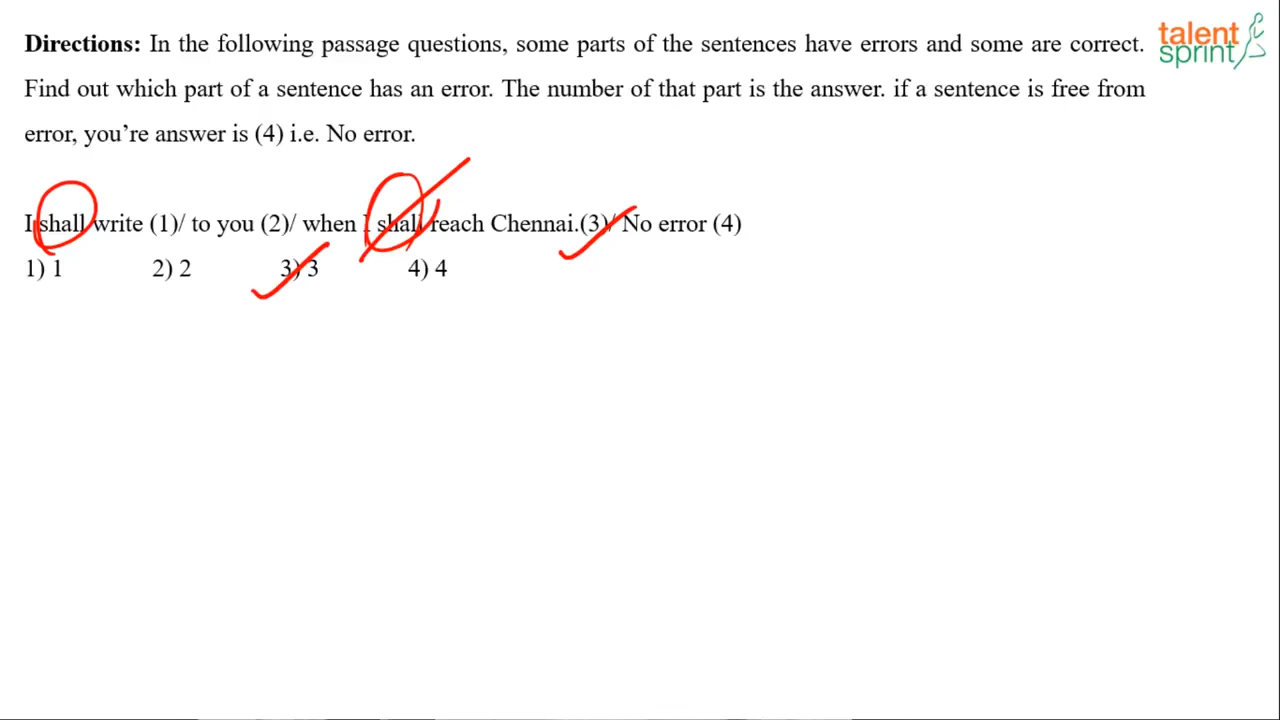 talent
sprint
Directions: In the following passage questions, some parts of the sentences have errors and some are correct.
Find out which part of a sentence has an error. The number of that part is the answer. if a sentence is free from
error, you're answer is (4) i.e. No error.
I shall write (1)/ to you (2)/ when I shall reach Chennai.(3)/ No error (4)
1) 1 2) 2 3) 3 4) 4